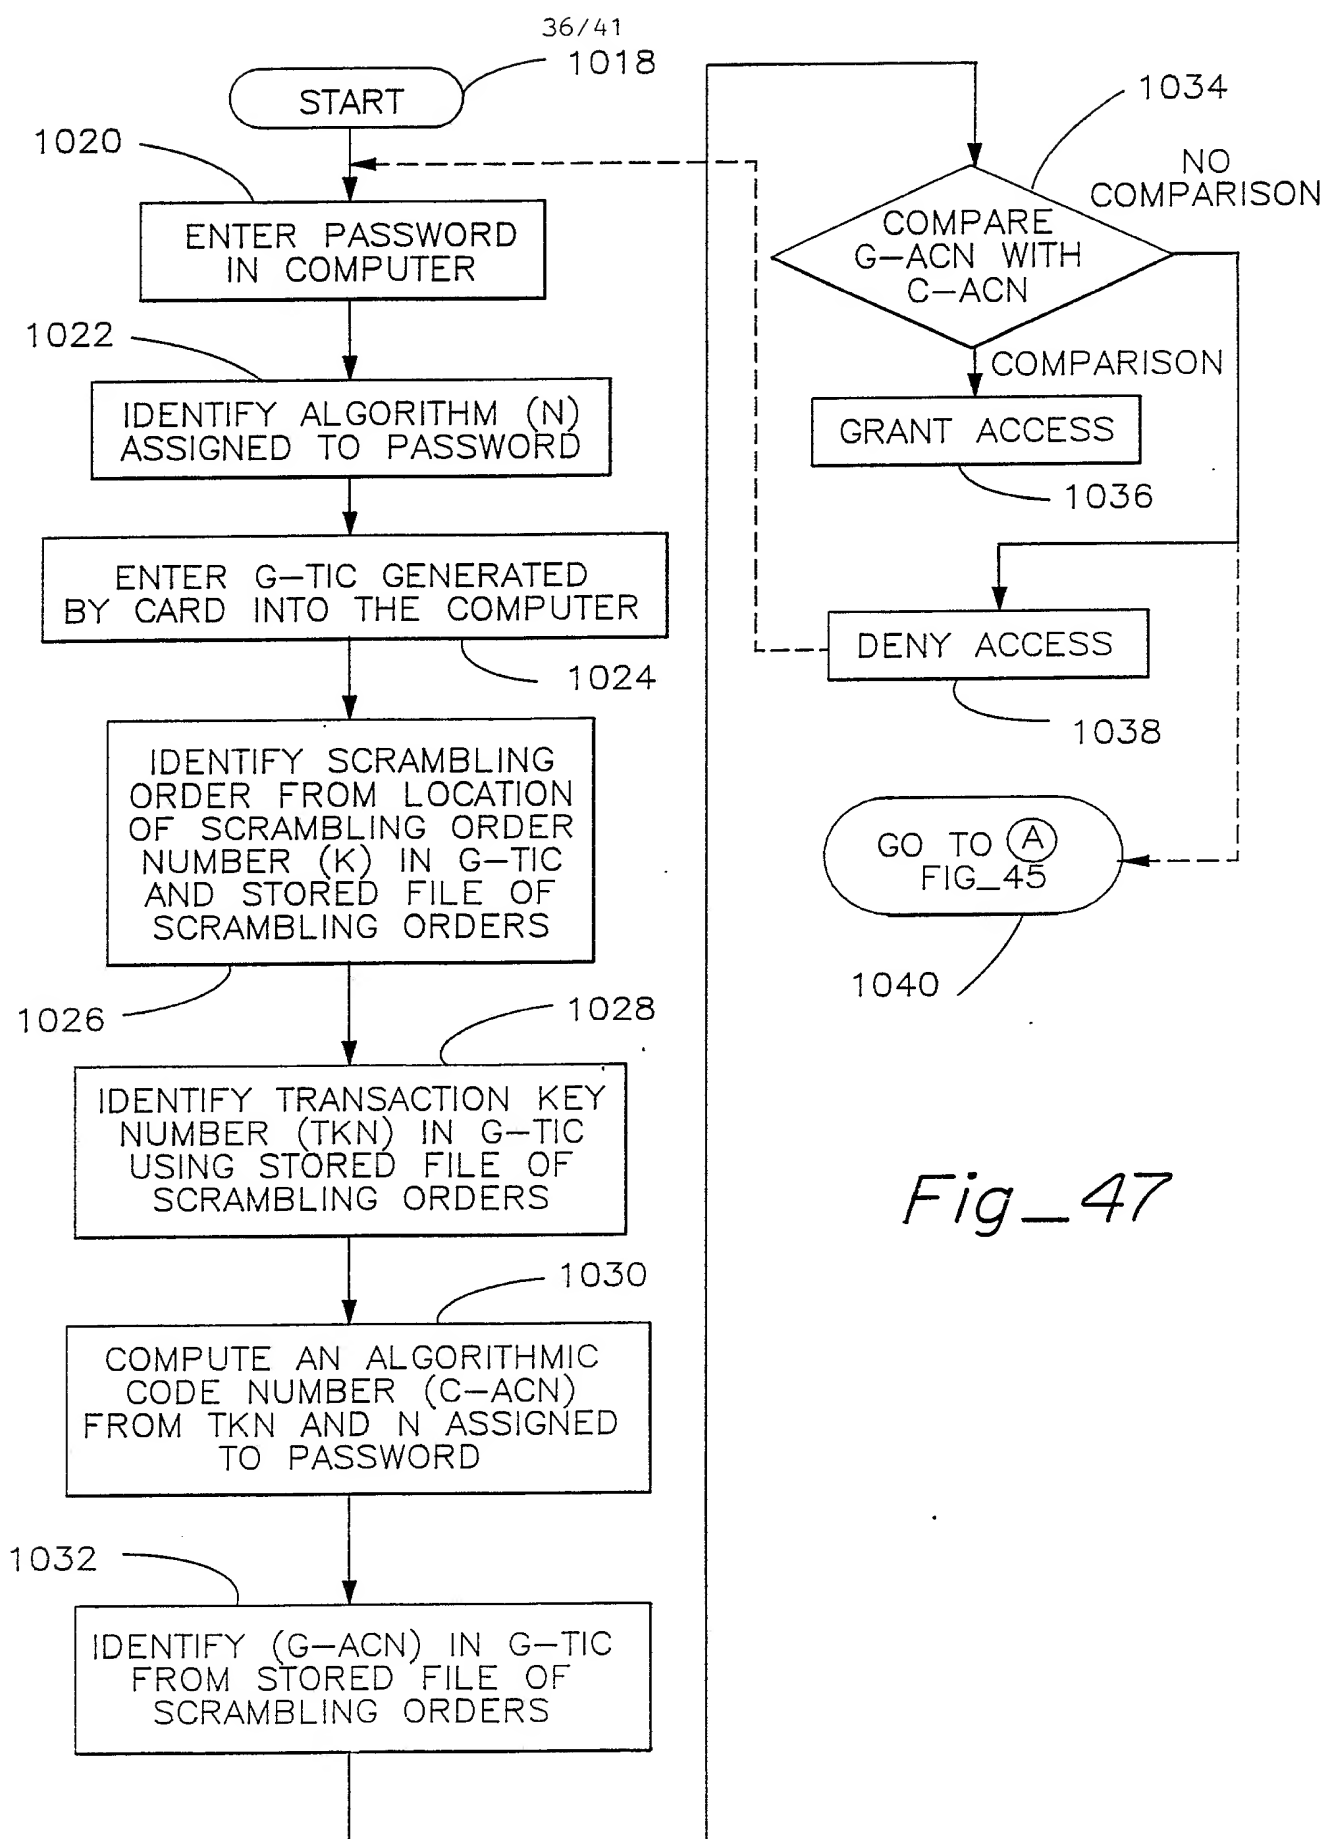 36/41
1018
START
1020
ENTER PASSWORD
IN COMPUTER
1022
IDENTIFY ALGORITHM (N)
ASSIGNED TO PASSWORD
ENTER G-TIC GENERATED
BY CARD INTO THE COMPUTER
1024
IDENTIFY SCRAMBLING
ORDER FROM LOCATION
OF SCRAMBLING ORDER
NUMBER (K) IN G-TIC
AND STORED FILE OF
SCRAMBLING ORDERS
1026
1028
IDENTIFY TRANSACTION KEY
NUMBER (TKN) IN G-TIC
USING STORED FILE OF
SCRAMBLING ORDERS
1030
COMPUTE AN ALGORITHMIC
CODE NUMBER (C-ACN)
FROM TKN AND N ASSIGNED
TO PASSWORD
1032
IDENTIFY (G-ACN) IN G-TIC
FROM STORED FILE OF
SCRAMBLING ORDERS
1034
NO
COMPARISON
COMPARE
G-ACN WITH
C-ACN
COMPARISON
GRANT ACCESS
1036
DENY ACCESS
1038
GO TO A
FIG_45
1040
Fig_47